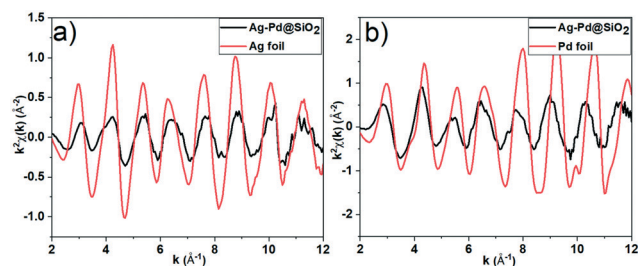 a)
Ag-Pd@SiO₂
Ag foil
1.0
0.5
0.0
-0.5
-1.0
k²χ(k) (Å⁻²)
2 4 6 8 10 12
k (Å⁻¹)
b)
Ag-Pd@SiO₂
Pd foil
2
1
0
-1
-2
k²χ(k) (Å⁻²)
2 4 6 8 10 12
k (Å⁻¹)